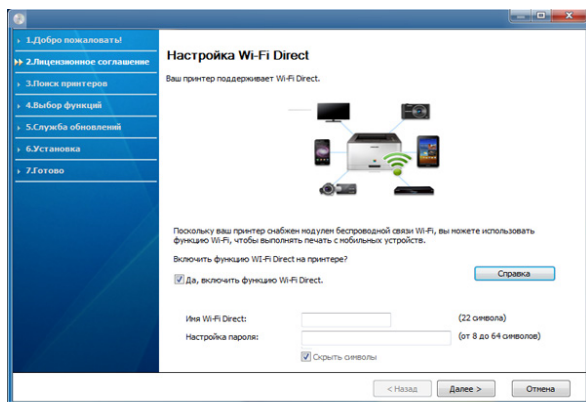 1.Добро пожаловать!
2.Лицензионное соглашение
3.Поиск принтеров
4.Выбор функций
5.Служба обновлений
6.Установка
7.Готово
Настройка Wi-Fi Direct
Ваш принтер поддерживает Wi-Fi Direct.
Поскольку ваш принтер снабжен модулем беспроводной связи Wi-Fi, вы можете использовать
функцию Wi-Fi, чтобы выполнять печать с мобильных устройств.
Включить функцию WI-Fi Direct на принтере?
Да, включить функцию Wi-Fi Direct.
Справка
Имя Wi-Fi Direct:
(22 символа)
Настройка пароля:
(от 8 до 64 символов)
Скрыть символы
< Назад
Далее >
Отмена